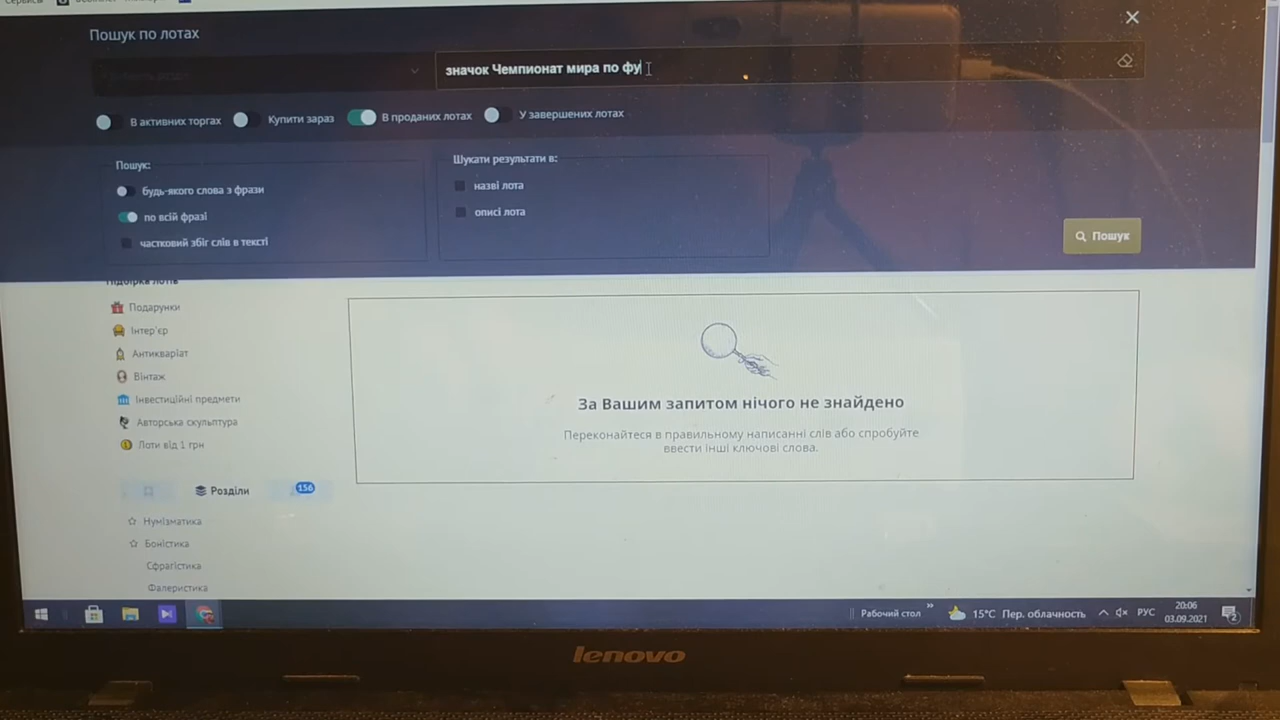 Пошук по лотах
значок Чемпионат мира по фу
В активних торгах
Купити зараз
В проданих лотах
У завершених лотах
Пошук:
будь-якого слова з фрази
по всій фразі
частковий збіг слів в тексті
Шукати результати в:
назві лота
описі лота
Пошук
Подарунки
Інтер'єр
Антикваріат
Вінтаж
Інвестиційні предмети
Авторська скульптура
Лоти від 1 грн
Розділи
156
Нумізматика
Боністика
Сфрагістика
Фалеристика
За Вашим запитом нічого не знайдено
Переконайтеся в правильному написанні слів або спробуйте
ввести інші ключові слова.
Рабочий стол
15°C Пер. облачность
РУС
20:06
03.09.2021
2
lenovo